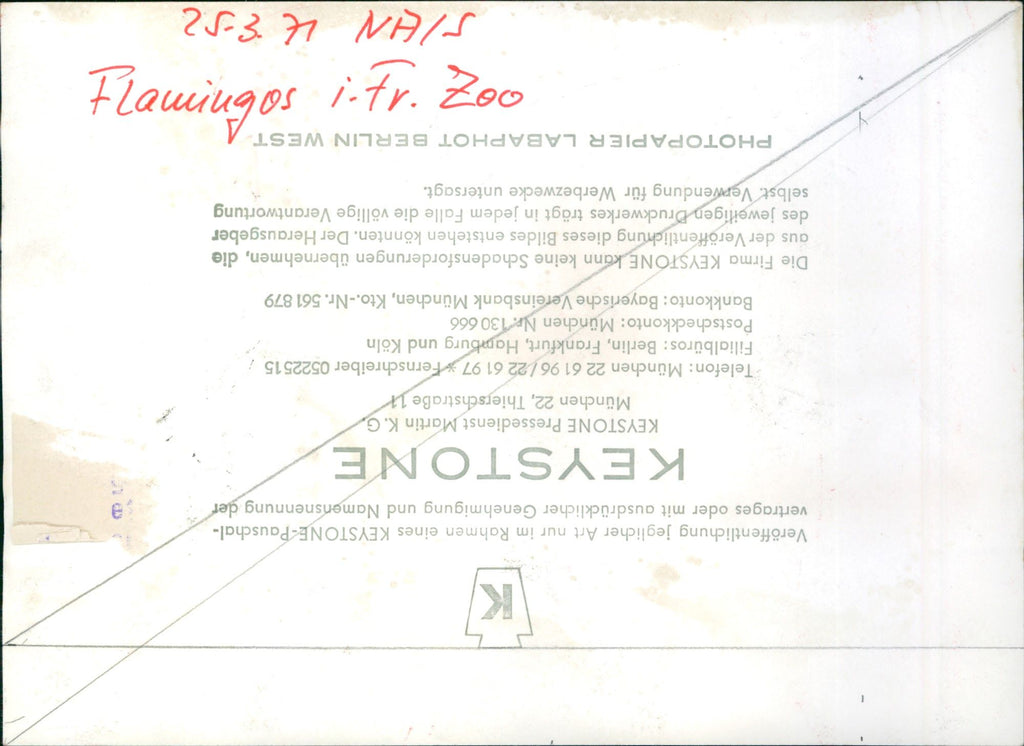 25.3.71 NA/S
Flamingos i. Fr. Zoo
K
Veröffentlichung jeglicher Art nur im Rahmen eines KEYSTONE-Pauschal-
vertrages oder mit ausdrücklicher Genehmigung und Namensnennung der
KEYSTONE
KEYSTONE Pressedienst Martin K. G.
München 22, Thierschstraße 11
Telefon: München 22 61 96 / 22 61 97 * Fernschreiber 0522515
Filialbüros: Berlin, Frankfurt, Hamburg und Köln
Postscheckkonto: München Nr. 130 666
Bankkonto: Bayerische Vereinsbank München, Kto.-Nr. 561 879
Die Firma KEYSTONE kann keine Schadensforderungen übernehmen, die
aus der Veröffentlichung dieses Bildes entstehen könnten. Der Herausgeber
des jeweiligen Druckwerkes trägt in jedem Falle die völlige Verantwortung
selbst. Verwendung für Werbezwecke untersagt.
PHOTOPAPIER LABAPHOT BERLIN WEST